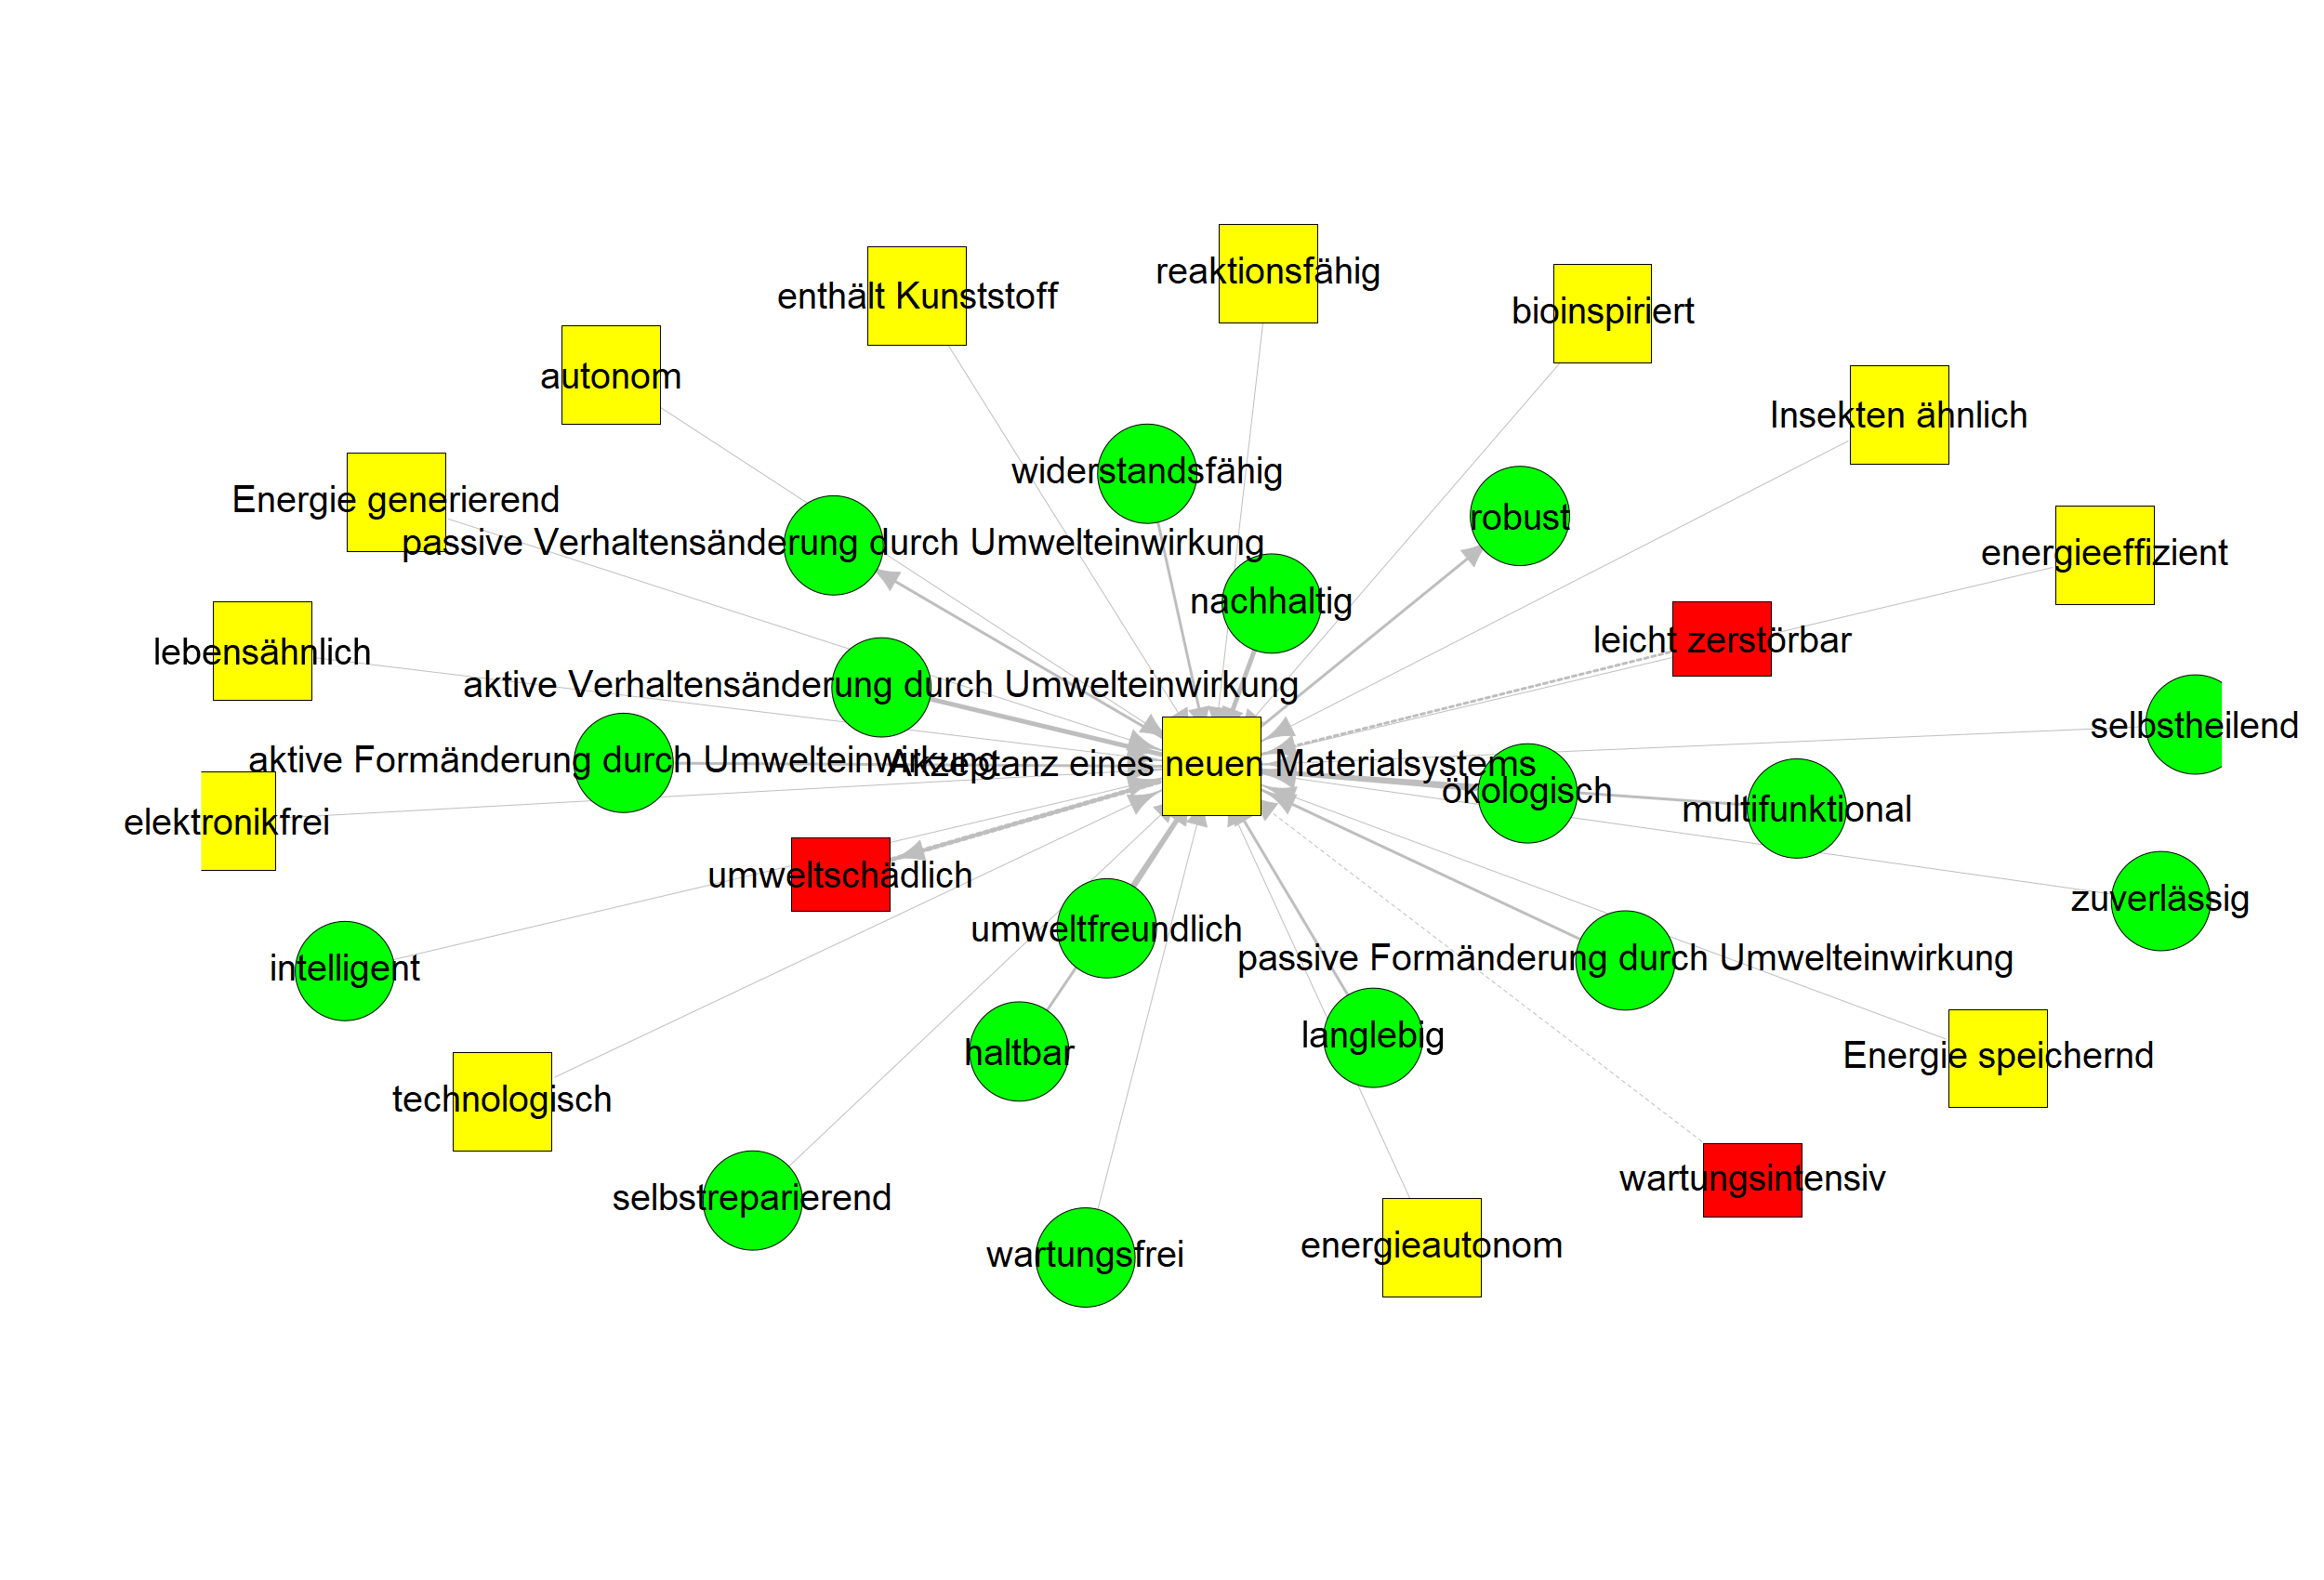 reaktionsfähig
enthält Kunststoff
bioinspiriert
autonom
Insekten ähnlich
widerstandsfähig
Energie generierend
robust
passive Verhaltensänderung durch Umwelteinwirkung
energieeffizient
nachhaltig
leicht zerstörbar
lebensähnlich
aktive Verhaltensänderung durch Umwelteinwirkung
selbstheilend
aktive Formänderung durch Umwelteinwirkung
Akzeptanz eines neuen Materialsystems
ökologisch
multifunktional
elektronikfrei
umweltschädlich
zuverlässig
umweltfreundlich
passive Formänderung durch Umwelteinwirkung
intelligent
langlebig
haltbar
Energie speichernd
technologisch
wartungsintensiv
selbstreparierend
energieautonom
wartungsfrei